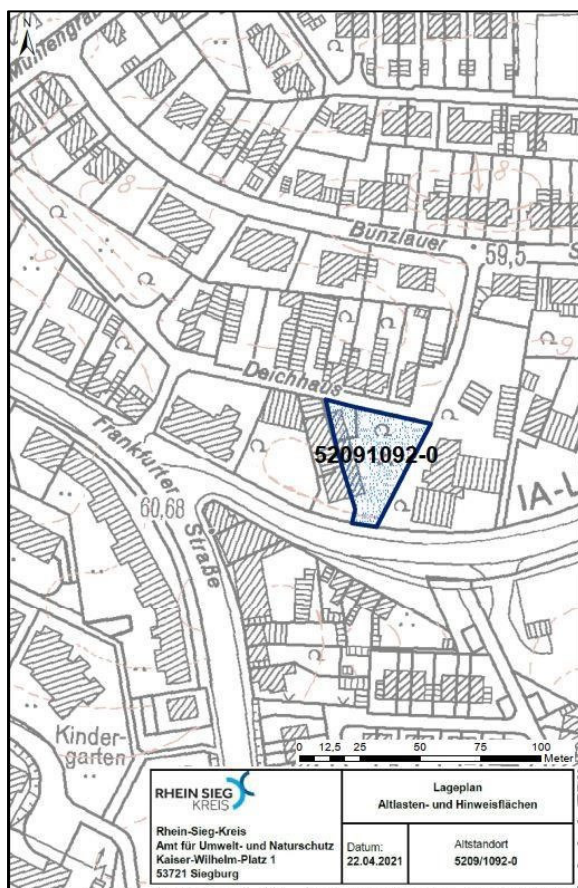 N
Mühlengra
Bunzlauer
59,5
S
Deichhaus
52091092-0
Frankfurter
Straße
60,68
IA-L
Kinder-
garten
0 12,5 25 50 75 100
Meter
RHEIN SIEG
KREIS
Rhein-Sieg-Kreis
Amt für Umwelt- und Naturschutz
Kaiser-Wilhelm-Platz 1
53721 Siegburg
Lageplan
Altlasten- und Hinweisflächen
Datum:
22.04.2021
Altstandort
5209/1092-0